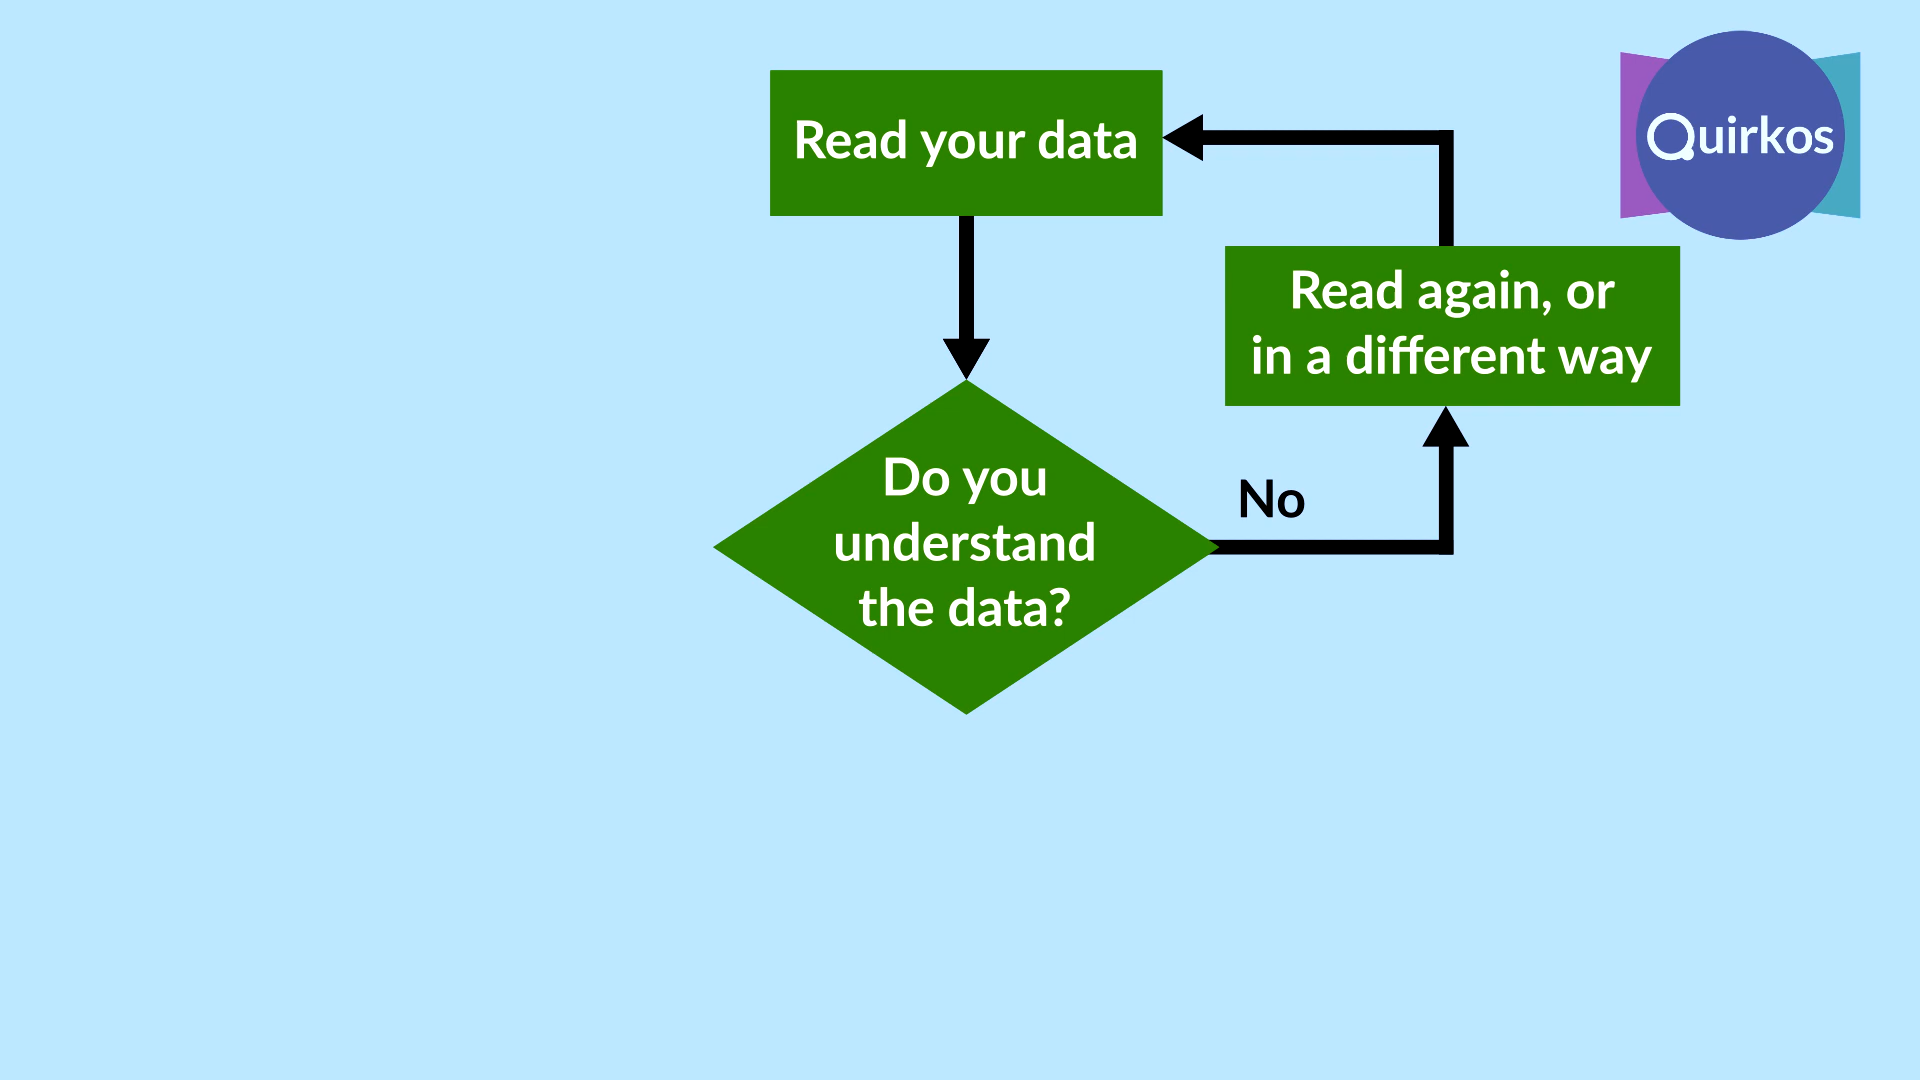 Read your data
Quirkos
Read again, or
in a different way
Do you
understand
the data?
No